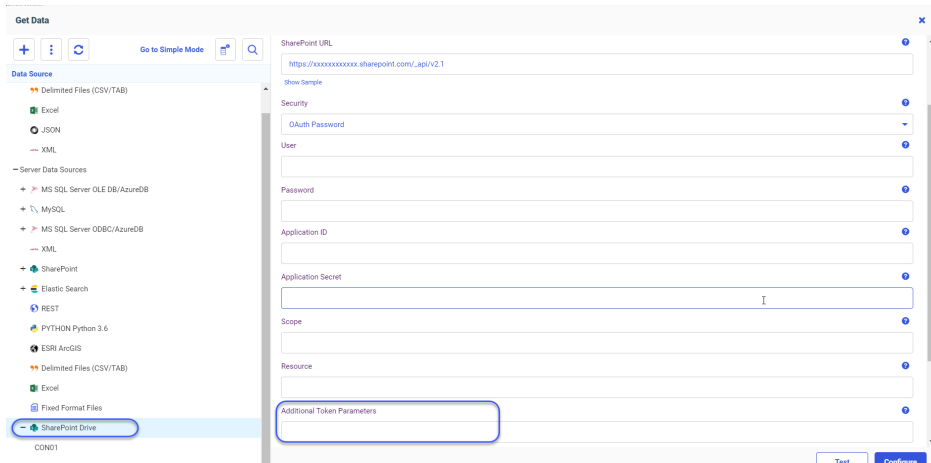 Get Data
Go to Simple Mode
Data Source
Delimited Files (CSV/TAB)
Excel
JSON
XML
Server Data Sources
MS SQL Server OLE DB/AzureDB
MySQL
MS SQL Server ODBC/AzureDB
XML
SharePoint
Elastic Search
REST
PYTHON Python 3.6
ESRI ArcGIS
Delimited Files (CSV/TAB)
Excel
Fixed Format Files
SharePoint Drive
CON01
SharePoint URL
https://xxxxxxxxxxxx.sharepoint.com/_api/v2.1
Show Sample
Security
OAuth Password
User
Password
Application ID
Application Secret
Scope
Resource
Additional Token Parameters
Test
Configure